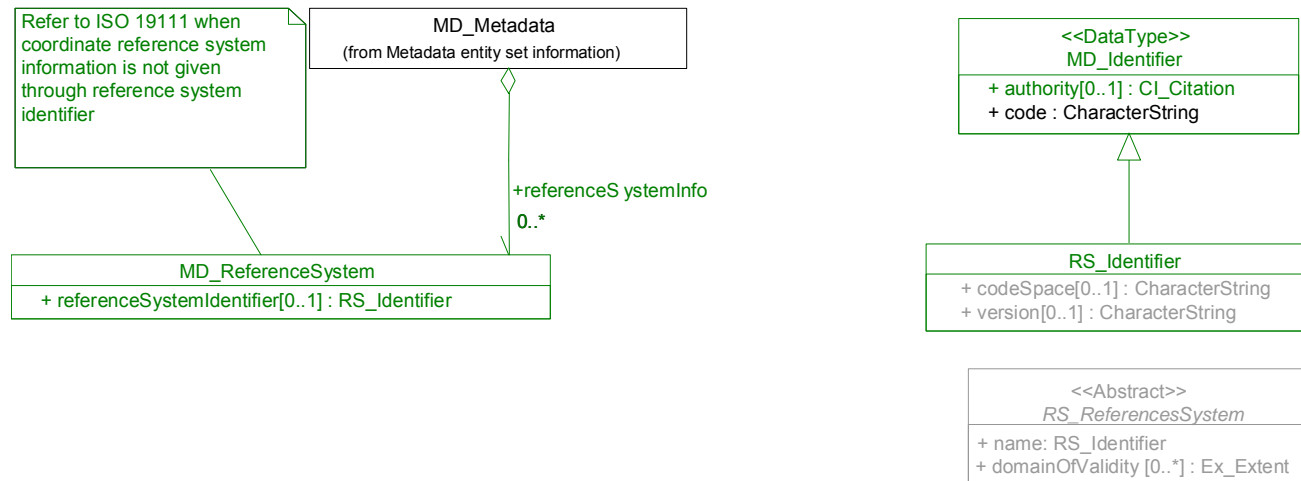 Refer to ISO 19111 when
coordinate reference system
information is not given
through reference system
identifier
MD_Metadata
(from Metadata entity set information)
+referenceS ystemInfo
0..*
MD_ReferenceSystem
+ referenceSystemIdentifier[0..1] : RS_Identifier
<<DataType>>
MD_Identifier
+ authority[0..1] : CI_Citation
+ code : CharacterString
RS_Identifier
+ codeSpace[0..1] : CharacterString
+ version[0..1] : CharacterString
<<Abstract>>
RS_ReferencesSystem
+ name: RS_Identifier
+ domainOfValidity [0..*] : Ex_Extent